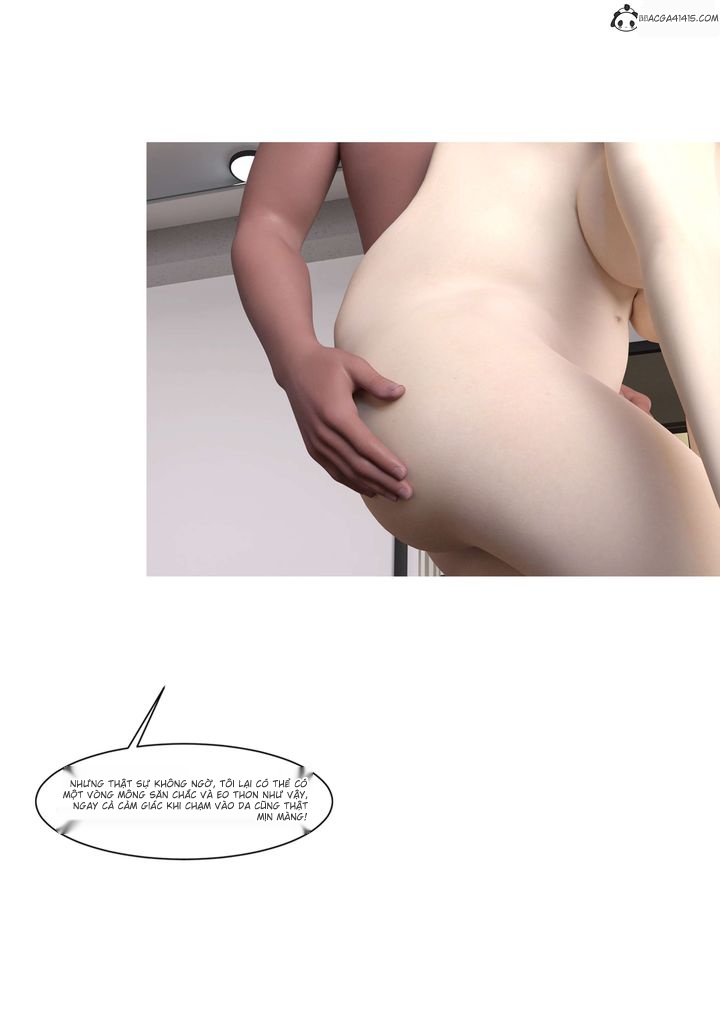 BBACGA41415.COM
NHƯNG THẬT SỰ KHÔNG NGỜ, TÔI LẠI CÓ THỂ CÓ
MỘT VÒNG MÔNG SĂN CHẮC VÀ EO THON NHƯ VẬY,
NGAY CẢ CẢM GIÁC KHI CHẠM VÀO DA CŨNG THẬT
MỊN MÀNG!